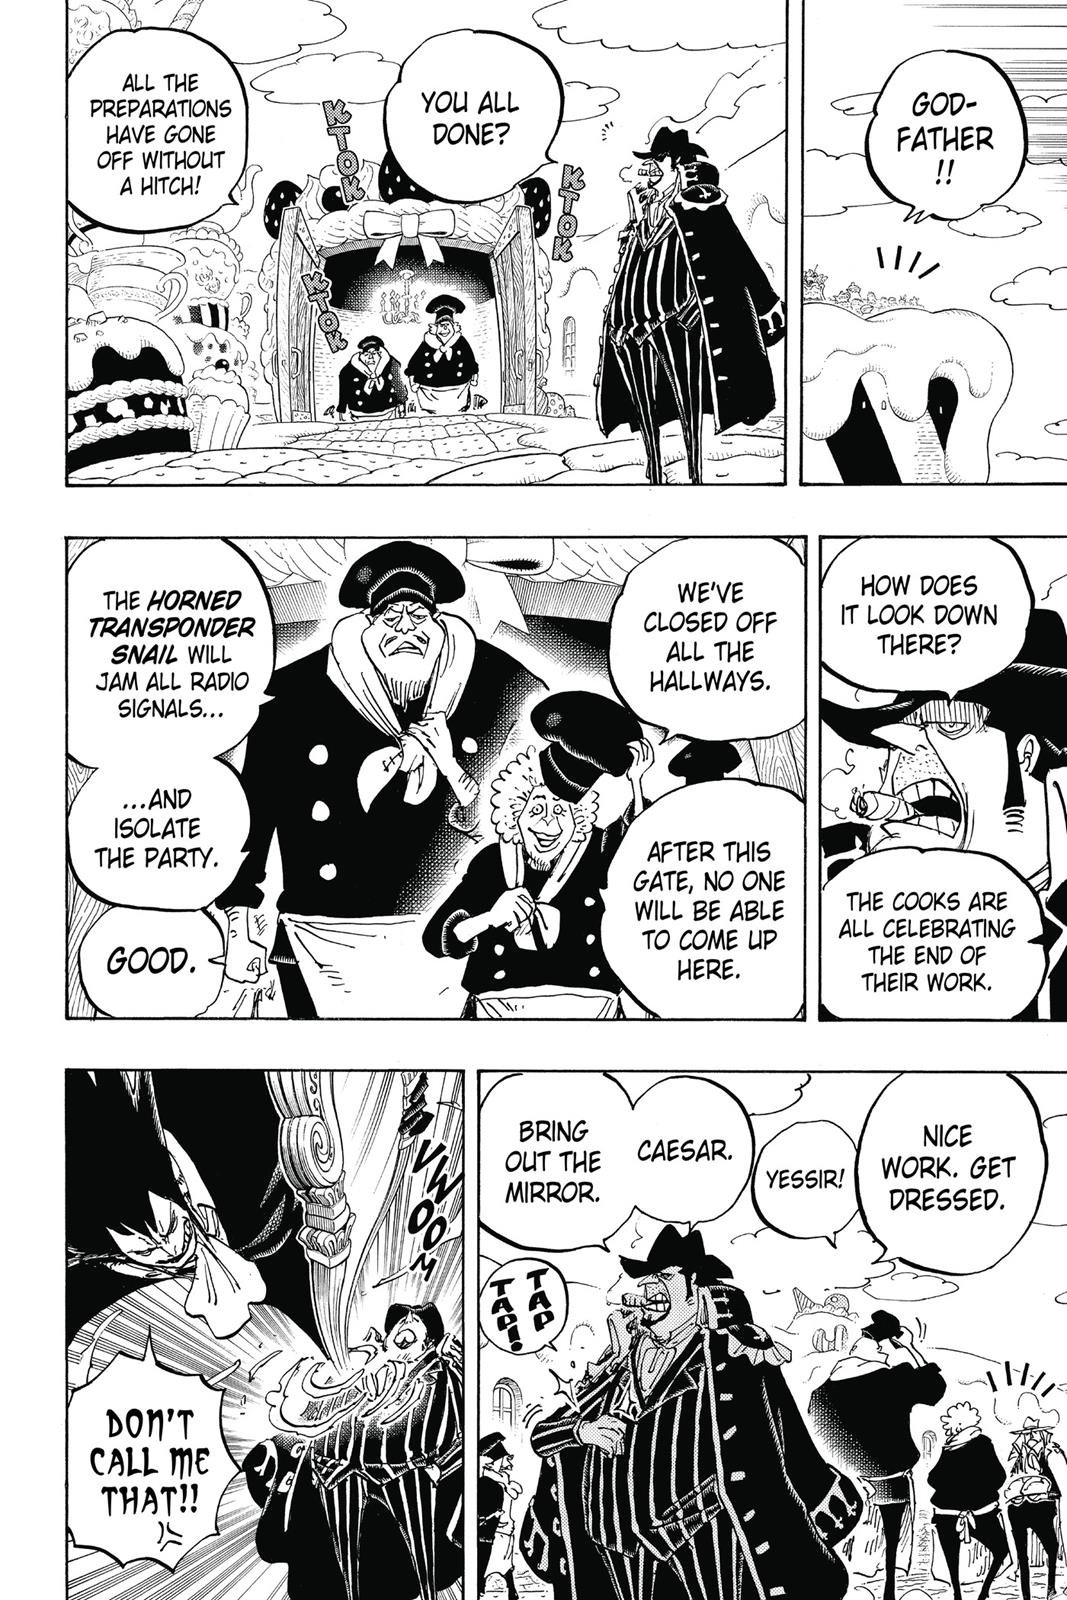 GOD-
FATHER
!!
YOU ALL
DONE?
KTOK
KTOK
KTOK
ALL THE
PREPARATIONS
HAVE GONE
OFF WITHOUT
A HITCH!
HOW DOES
IT LOOK DOWN
THERE?
THE COOKS ARE
ALL CELEBRATING
THE END OF
THEIR WORK.
WE'VE
CLOSED OFF
ALL THE
HALLWAYS.
AFTER THIS
GATE, NO ONE
WILL BE ABLE
TO COME UP
HERE.
THE HORNED
TRANSPONDER
SNAIL WILL
JAM ALL RADIO
SIGNALS...
...AND
ISOLATE
THE PARTY.
GOOD.
NICE
WORK. GET
DRESSED.
YESSIR!
CAESAR.
BRING
OUT THE
MIRROR.
TAP
TAP!
VWOOM
DON'T
CALL ME
THAT!!